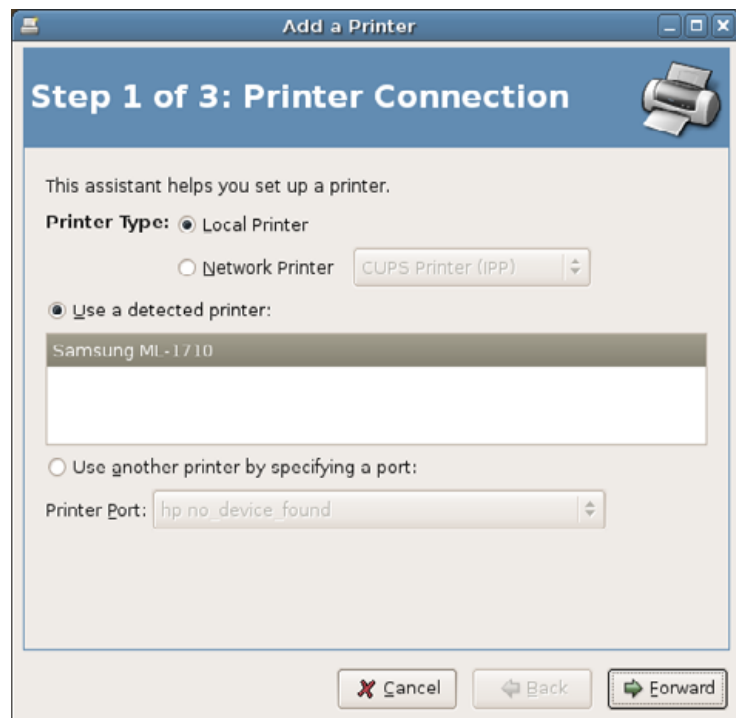 Add a Printer
Step 1 of 3: Printer Connection
This assistant helps you set up a printer.
Printer Type: Local Printer
Network Printer CUPS Printer (IPP)
Use a detected printer:
Samsung ML-1710
Use another printer by specifying a port:
Printer Port: hp no_device_found
Cancel Back Forward